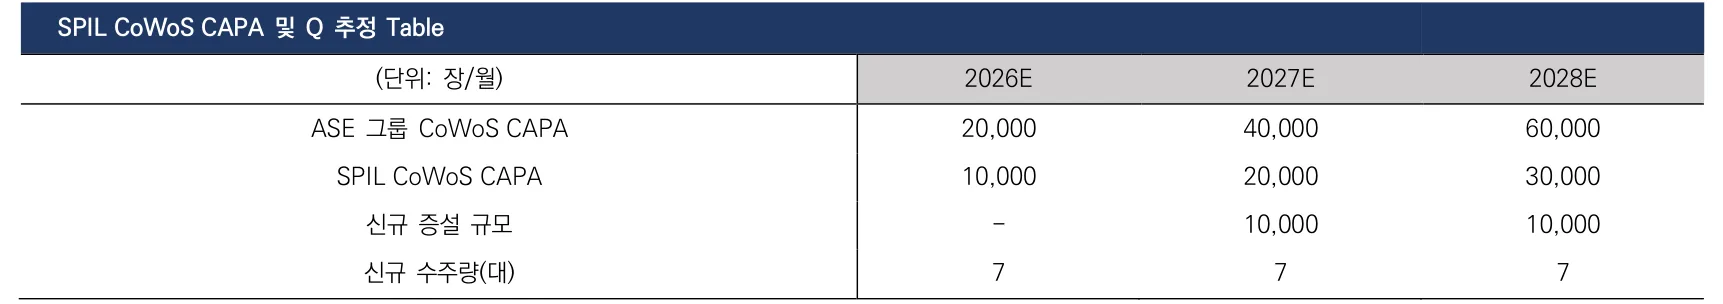 SPIL CoWoS CAPA 및 Q 추정 Table
(단위: 장/월) 2026E 2027E 2028E
ASE 그룹 CoWoS CAPA 20,000 40,000 60,000
SPIL CoWoS CAPA 10,000 20,000 30,000
신규 증설 규모 - 10,000 10,000
신규 수주량(대) 7 7 7